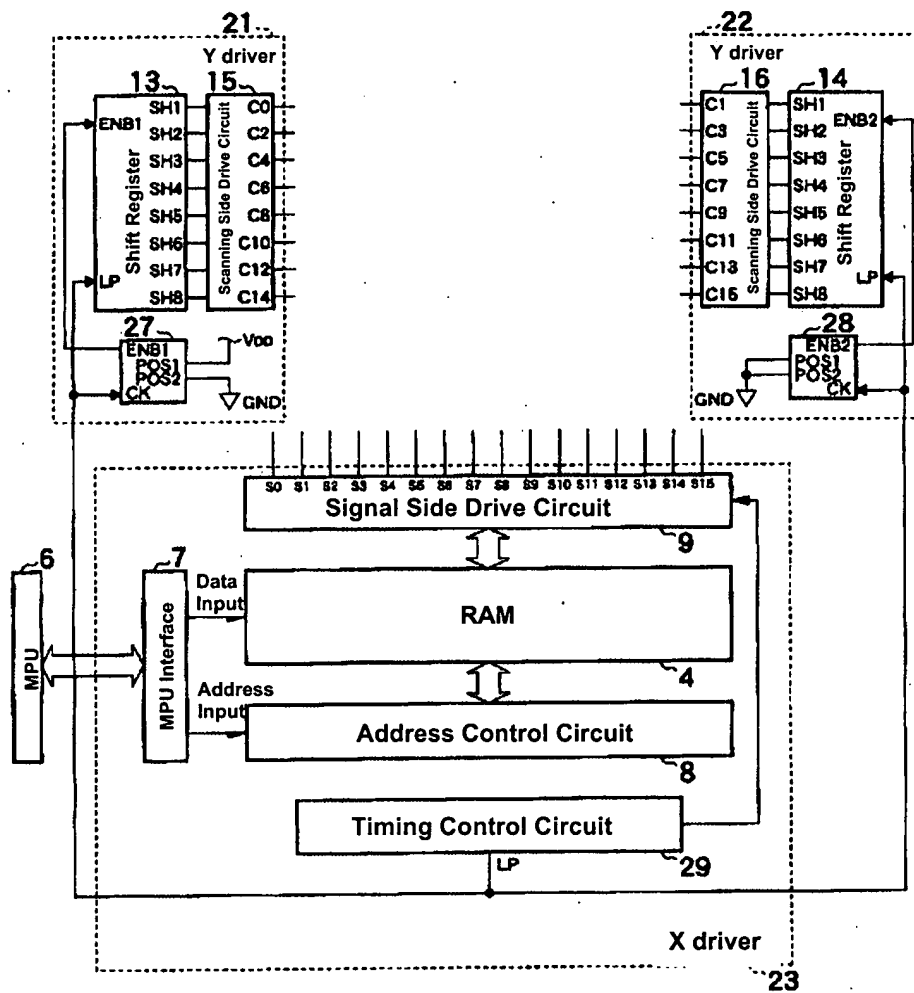 21
Y driver
13
15
ENB1
LP
Shift Register
SH1
SH2
SH3
SH4
SH5
SH6
SH7
SH8
Scanning Side Drive Circuit
C0
C2
C4
C6
C8
C10
C12
C14
27
ENB1
POS1
POS2
CK
VDD
GND
22
Y driver
16
14
C1
C3
C5
C7
C9
C11
C13
C15
Scanning Side Drive Circuit
SH1
SH2
SH3
SH4
SH5
SH6
SH7
SH8
Shift Register
ENB2
LP
28
ENB2
POS1
POS2
CK
GND
S0 S1 S2 S3 S4 S5 S6 S7 S8 S9 S10 S11 S12 S13 S14 S15
Signal Side Drive Circuit
9
6
MPU
7
MPU Interface
Data
Input
RAM
4
Address
Input
Address Control Circuit
8
Timing Control Circuit
29
LP
X driver
23